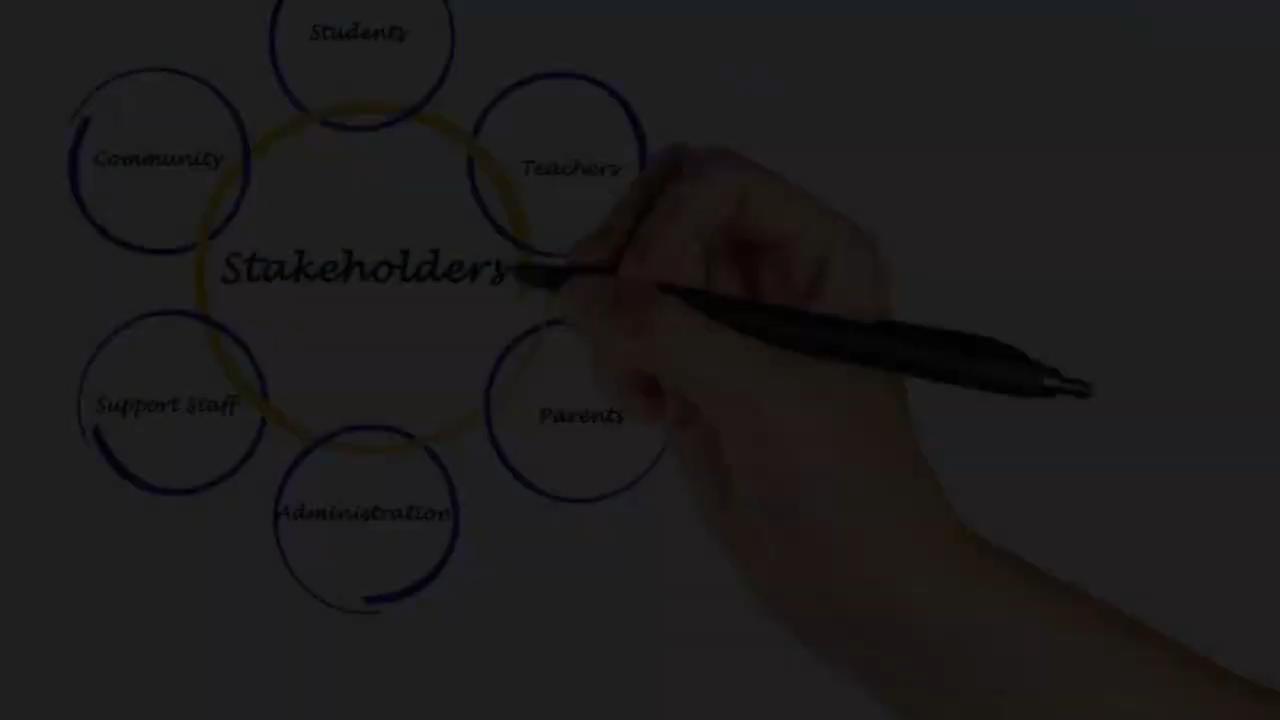 Students
Community
Teachers
Stakeholders
Support Staff
Parents
Administration